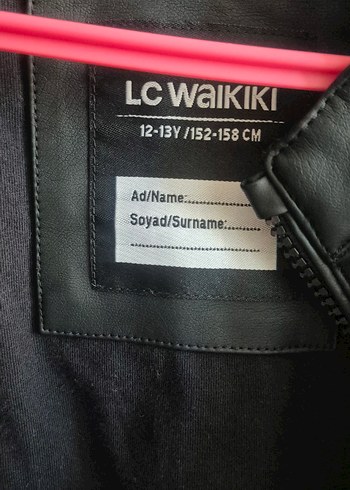 LC WAIKIKI
12-13Y /152-158 CM
Ad/Name:
Soyad/Surname: